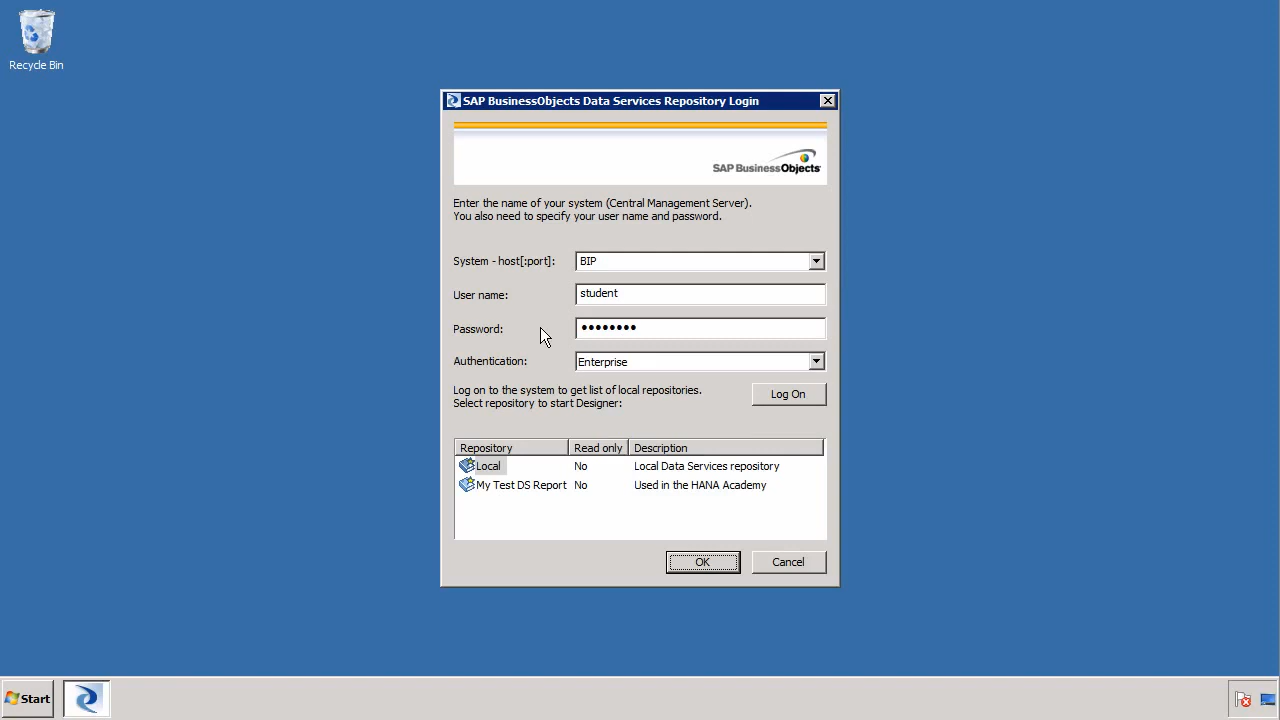 Recycle Bin
SAP BusinessObjects Data Services Repository Login
SAP BusinessObjects
Enter the name of your system (Central Management Server).
You also need to specify your user name and password.
System - host[:port]: BIP
User name: student
Password: ••••••••
Authentication: Enterprise
Log on to the system to get list of local repositories.
Select repository to start Designer:
Log On
Repository Read only Description
Local No Local Data Services repository
My Test DS Report No Used in the HANA Academy
OK Cancel
Start